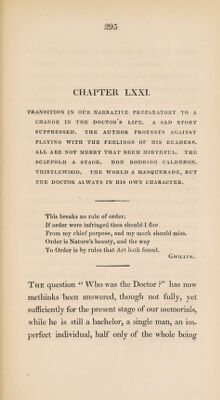 295
CHAPTER LXXI.
TRANSITION IN OUR NARRATIVE PREPARATORY TO A
CHANGE IN THE DOCTOR'S LIFE. A SAD STORY
SUPPRESSED. THE AUTHOR PROTESTS AGAINST
PLAYING WITH THE FEELINGS OF HIS READERS.
ALL ARE NOT MERRY THAT SEEM MIRTHFUL. THE
SCAFFOLD A STAGE. DON RODRIGO CALDERON.
THISTLEWOOD. THE WORLD A MASQUERADE, BUT
THE DOCTOR ALWAYS IN HIS OWN CHARACTER.
This breaks no rule of order.
If order were infringed then should I flee
From my chief purpose, and my mark should miss.
Order is Nature's beauty, and the way
To Order is by rules that Art hath found.
GWILLIM.
THE question "Who was the Doctor?" has now
methinks been answered, though not fully, yet
sufficiently for the present stage of our memorials,
while he is still a bachelor, a single man, an im-
perfect individual, half only of the whole being